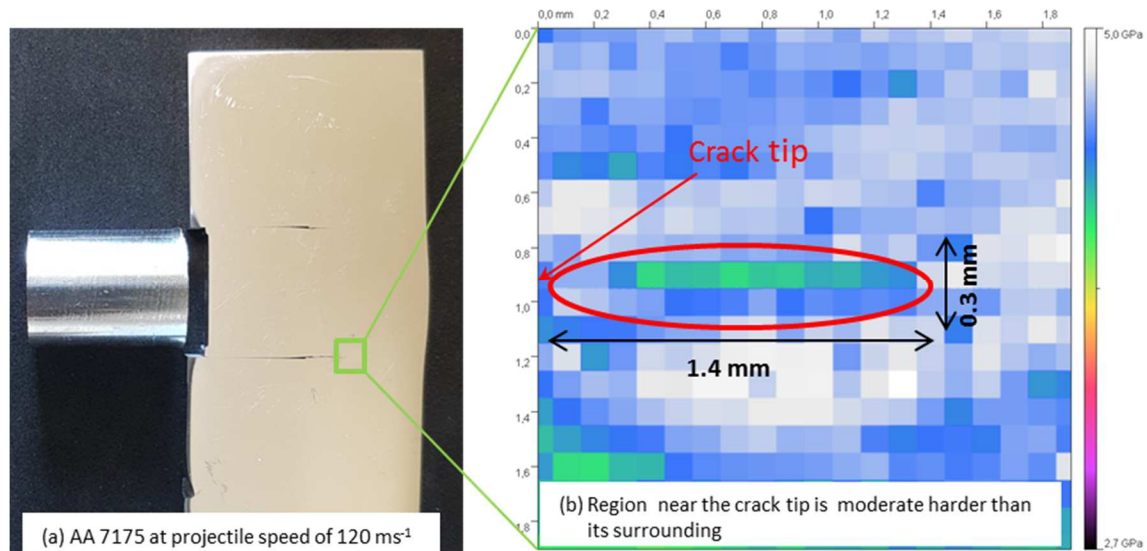 0,0 mm 0,2 0,4 0,6 0,8 1,0 1,2 1,4 1,6 1,8
0,0
5,0 GPa
0,2
0,4
Crack tip
0,6
0,8
0.3 mm
1,0
1,2
1.4 mm
1,4
1,6
(b) Region near the crack tip is moderate harder than
its surrounding
1,8
2,7 GPa
(a) AA 7175 at projectile speed of 120 ms-1